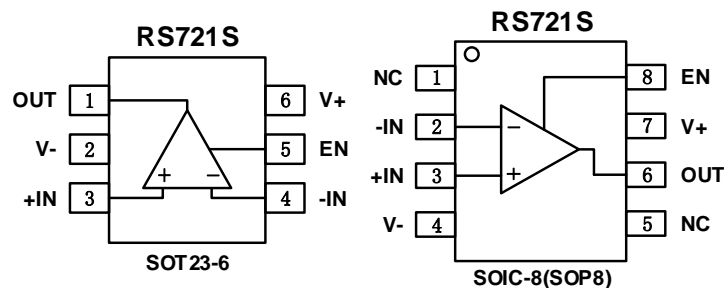 RS721S
OUT 1
6 V+
V- 2
5 EN
+IN 3
4 -IN
+ −
SOT23-6
RS721S
NC 1
8 EN
-IN 2
−
7 V+
+IN 3
+
6 OUT
V- 4
5 NC
SOIC-8(SOP8)